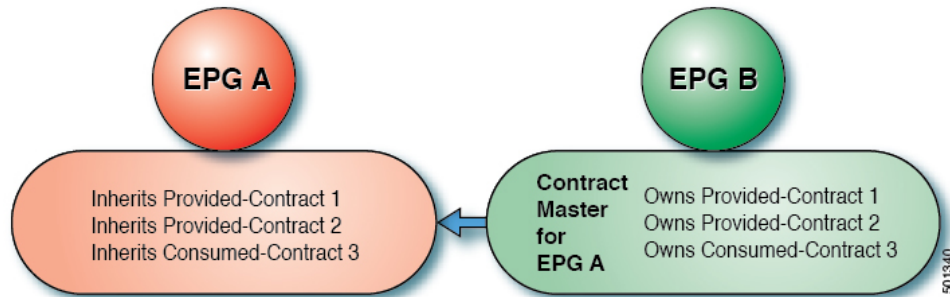 EPG A
EPG B
Inherits Provided-Contract 1
Inherits Provided-Contract 2
Inherits Consumed-Contract 3
Contract
Master
for
EPG A
Owns Provided-Contract 1
Owns Provided-Contract 2
Owns Consumed-Contract 3
501340